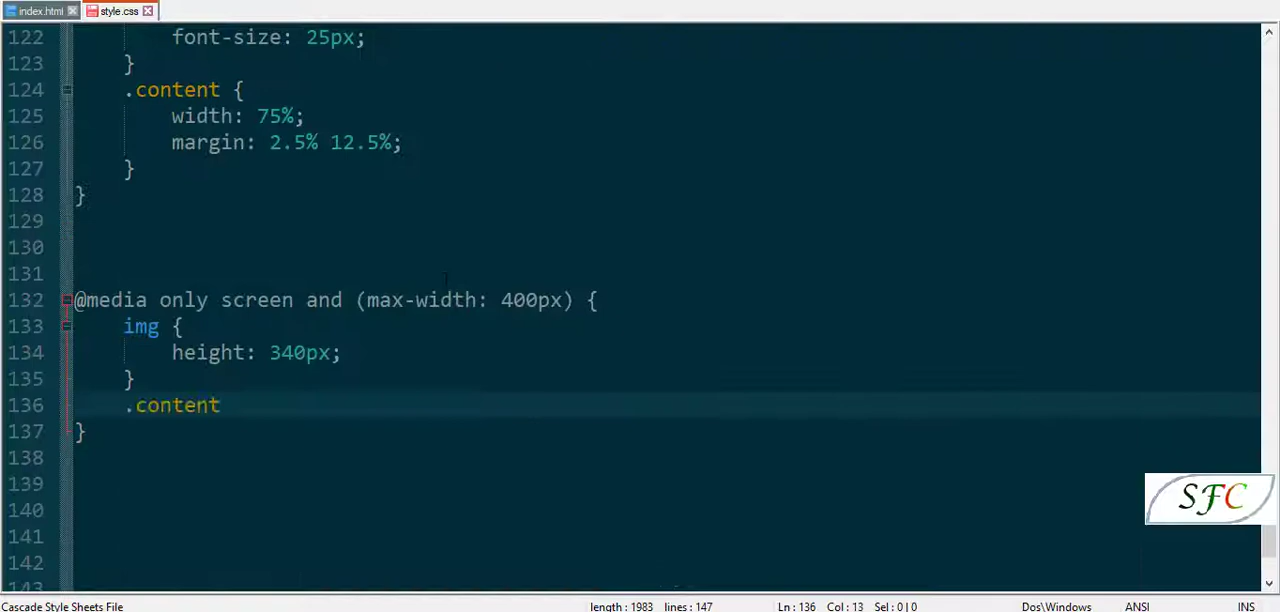 index.html style.css
122 font-size: 25px;
123 }
124 .content {
125 width: 75%;
126 margin: 2.5% 12.5%;
127 }
128 }
129
130
131
132 @media only screen and (max-width: 400px) {
133 img {
134 height: 340px;
135 }
136 .content
137 }
138
139
140
141
142
143
SFC
Cascade Style Sheets File length : 1983 lines : 147 Ln : 136 Col : 13 Sel : 0 | 0 Dos\Windows ANSI INS